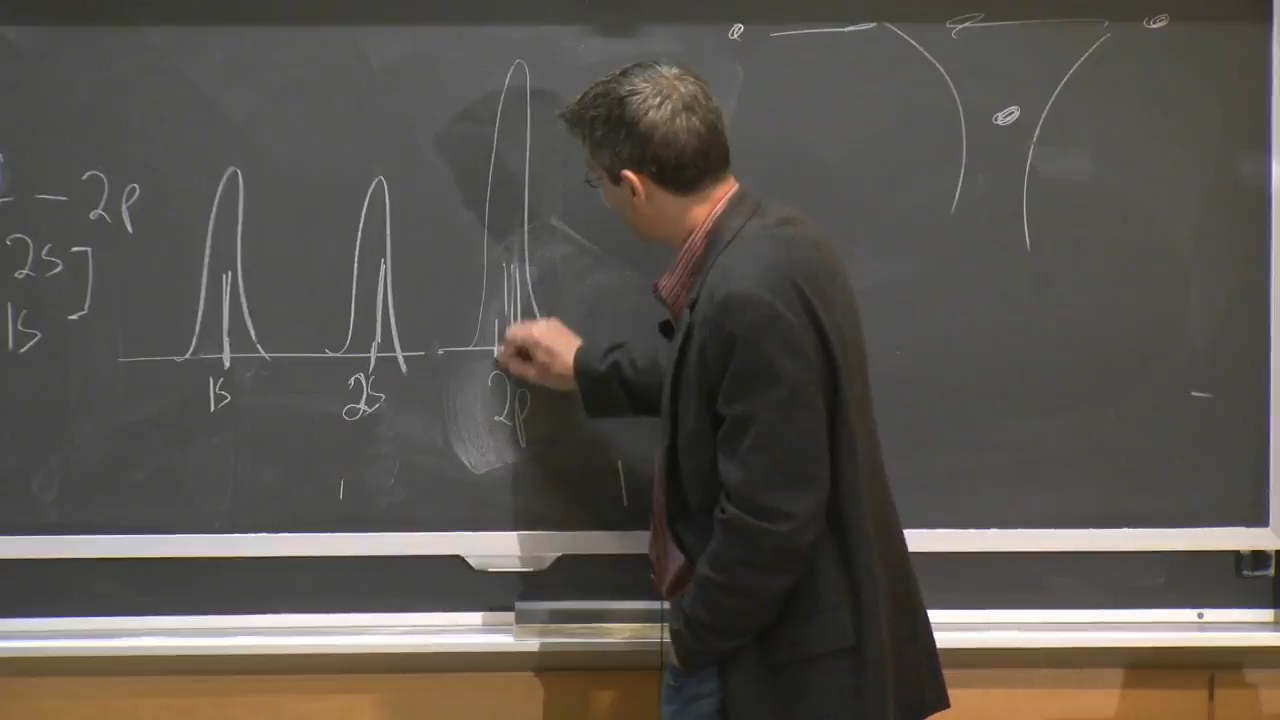 — 2p
2s]
1s
1s 2s 2p